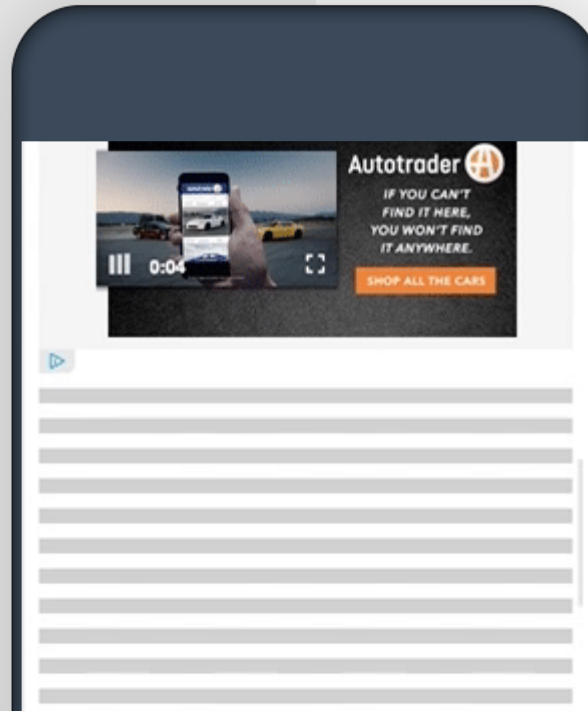 Autotrader
IF YOU CAN'T
FIND IT HERE,
YOU WON'T FIND
IT ANYWHERE.
0:04
SHOP ALL THE CARS